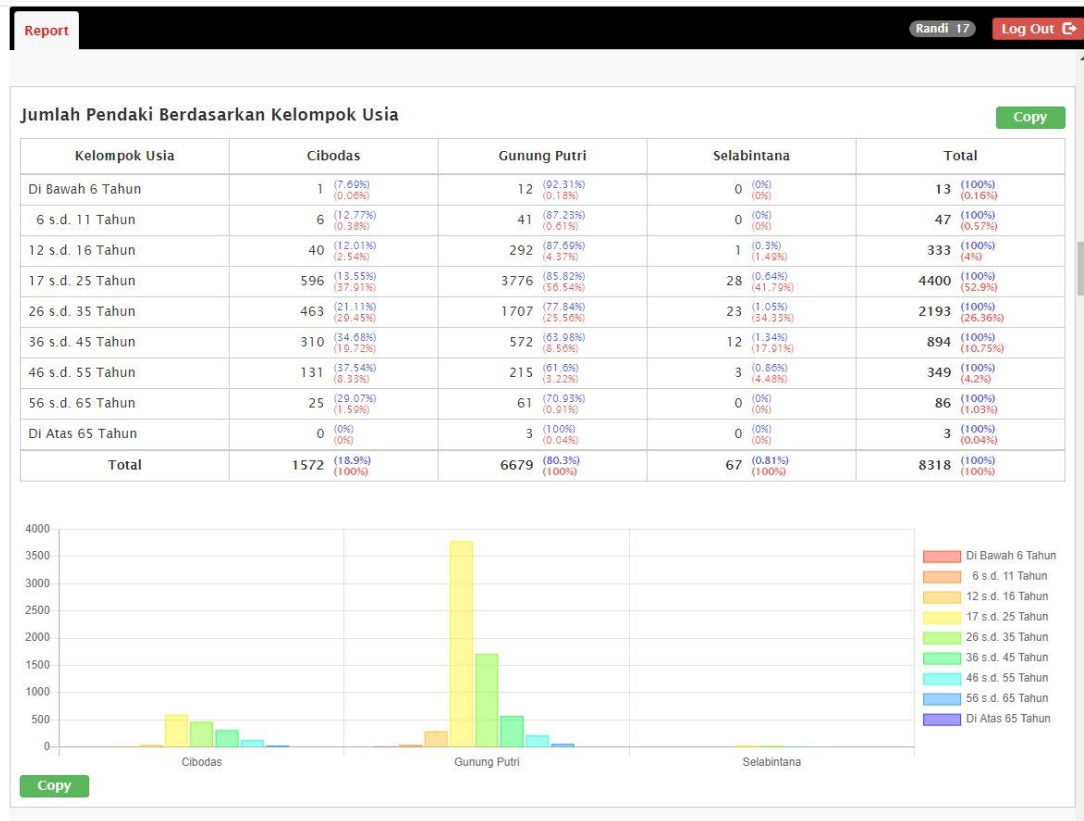 Report
Randi 17
Log Out
Jumlah Pendaki Berdasarkan Kelompok Usia
Copy
Kelompok Usia Cibodas Gunung Putri Selabintana Total
Di Bawah 6 Tahun 1 (7.69%) (0.06%) 12 (92.31%) (0.18%) 0 (0%) (0%) 13 (100%) (0.16%)
6 s.d. 11 Tahun 6 (12.77%) (0.38%) 41 (87.23%) (0.61%) 0 (0%) (0%) 47 (100%) (0.57%)
12 s.d. 16 Tahun 40 (12.01%) (2.54%) 292 (87.69%) (4.37%) 1 (0.3%) (1.49%) 333 (100%) (4%)
17 s.d. 25 Tahun 596 (13.55%) (37.91%) 3776 (85.82%) (56.54%) 28 (0.64%) (41.79%) 4400 (100%) (52.9%)
26 s.d. 35 Tahun 463 (21.11%) (29.45%) 1707 (77.84%) (25.56%) 23 (1.05%) (34.33%) 2193 (100%) (26.36%)
36 s.d. 45 Tahun 310 (34.68%) (19.72%) 572 (63.98%) (8.56%) 12 (1.34%) (17.91%) 894 (100%) (10.75%)
46 s.d. 55 Tahun 131 (37.54%) (8.33%) 215 (61.6%) (3.22%) 3 (0.86%) (4.48%) 349 (100%) (4.2%)
56 s.d. 65 Tahun 25 (29.07%) (1.59%) 61 (70.93%) (0.91%) 0 (0%) (0%) 86 (100%) (1.03%)
Di Atas 65 Tahun 0 (0%) (0%) 3 (100%) (0.04%) 0 (0%) (0%) 3 (100%) (0.04%)
Total 1572 (18.9%) (100%) 6679 (80.3%) (100%) 67 (0.81%) (100%) 8318 (100%) (100%)
4000
3500
3000
2500
2000
1500
1000
500
0
Cibodas Gunung Putri Selabintana
Di Bawah 6 Tahun
6 s.d. 11 Tahun
12 s.d. 16 Tahun
17 s.d. 25 Tahun
26 s.d. 35 Tahun
36 s.d. 45 Tahun
46 s.d. 55 Tahun
56 s.d. 65 Tahun
Di Atas 65 Tahun
Copy